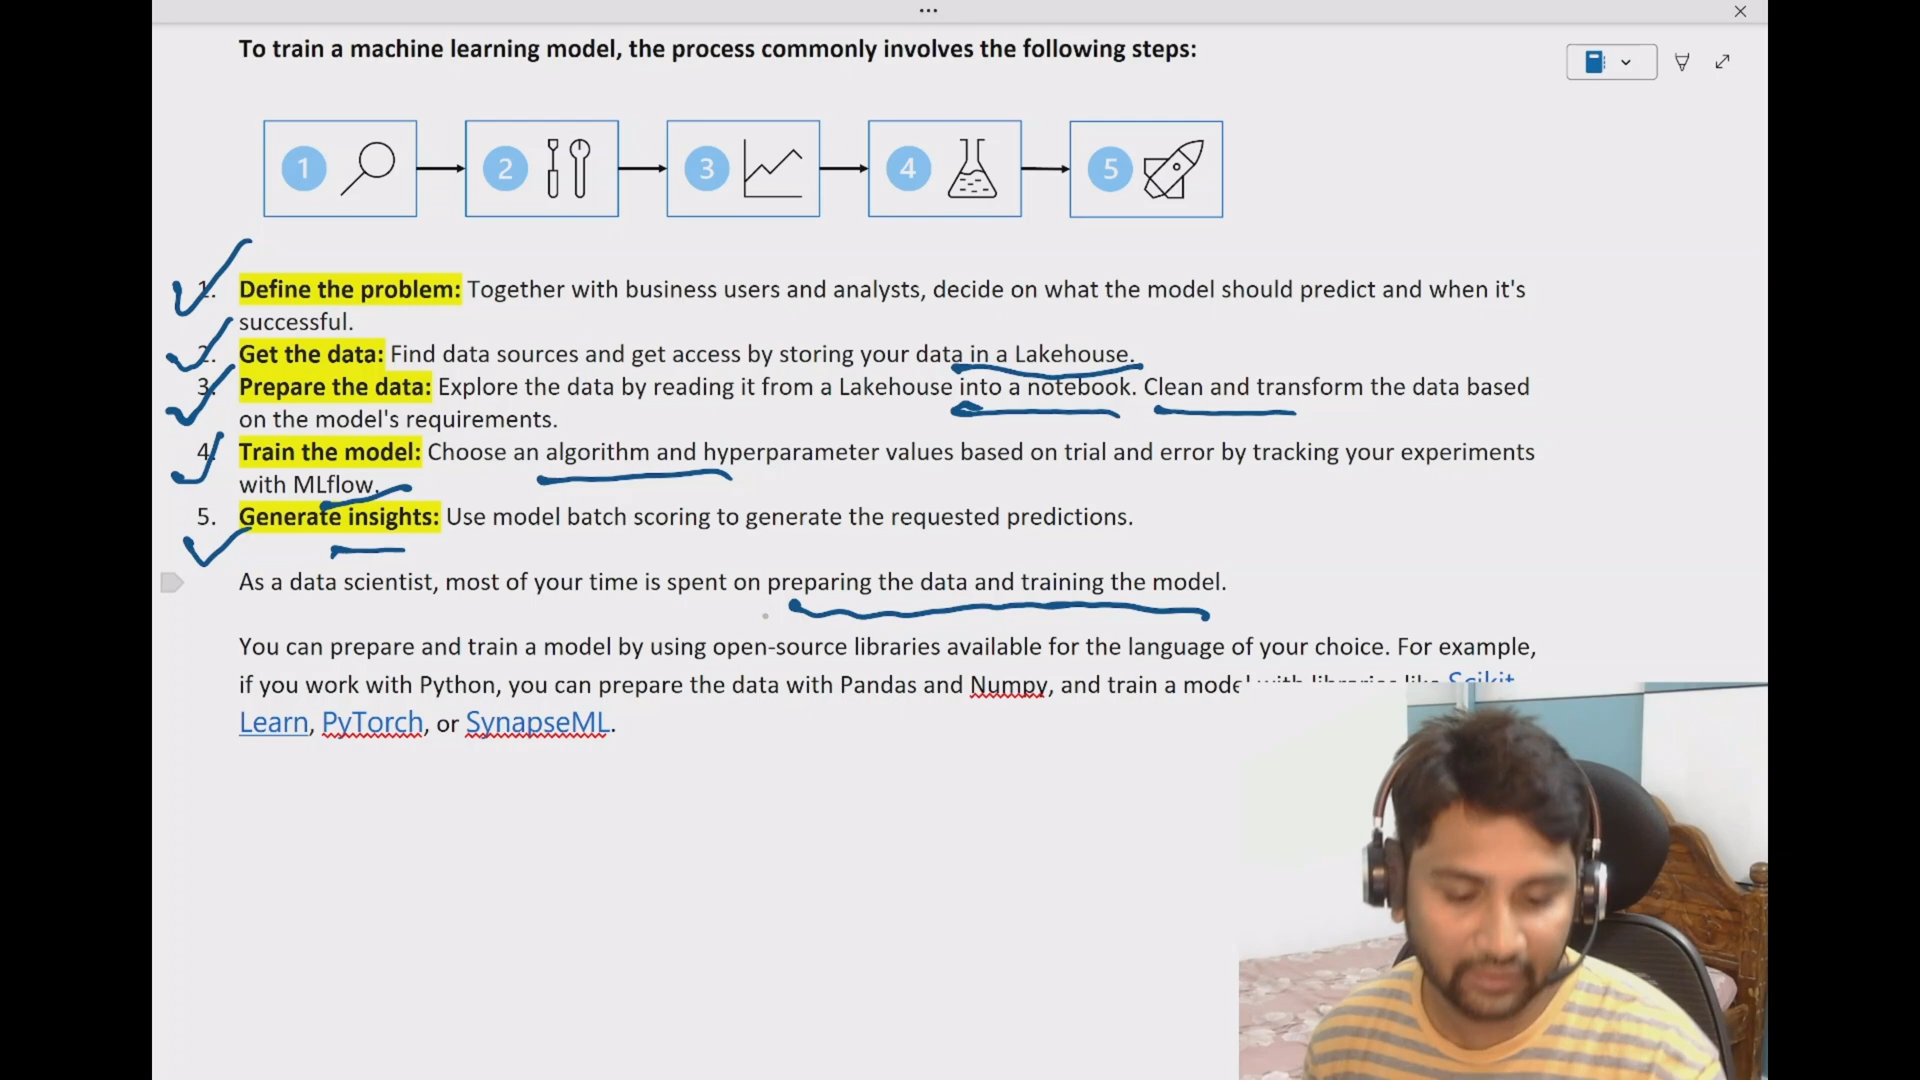 To train a machine learning model, the process commonly involves the following steps:
1 2 3 4 5
1. Define the problem: Together with business users and analysts, decide on what the model should predict and when it's
successful.
2. Get the data: Find data sources and get access by storing your data in a Lakehouse.
3. Prepare the data: Explore the data by reading it from a Lakehouse into a notebook. Clean and transform the data based
on the model's requirements.
4. Train the model: Choose an algorithm and hyperparameter values based on trial and error by tracking your experiments
with MLflow.
5. Generate insights: Use model batch scoring to generate the requested predictions.
As a data scientist, most of your time is spent on preparing the data and training the model.
You can prepare and train a model by using open-source libraries available for the language of your choice. For example,
if you work with Python, you can prepare the data with Pandas and Numpy, and train a model with libraries like Scikit
Learn, PyTorch, or SynapseML.